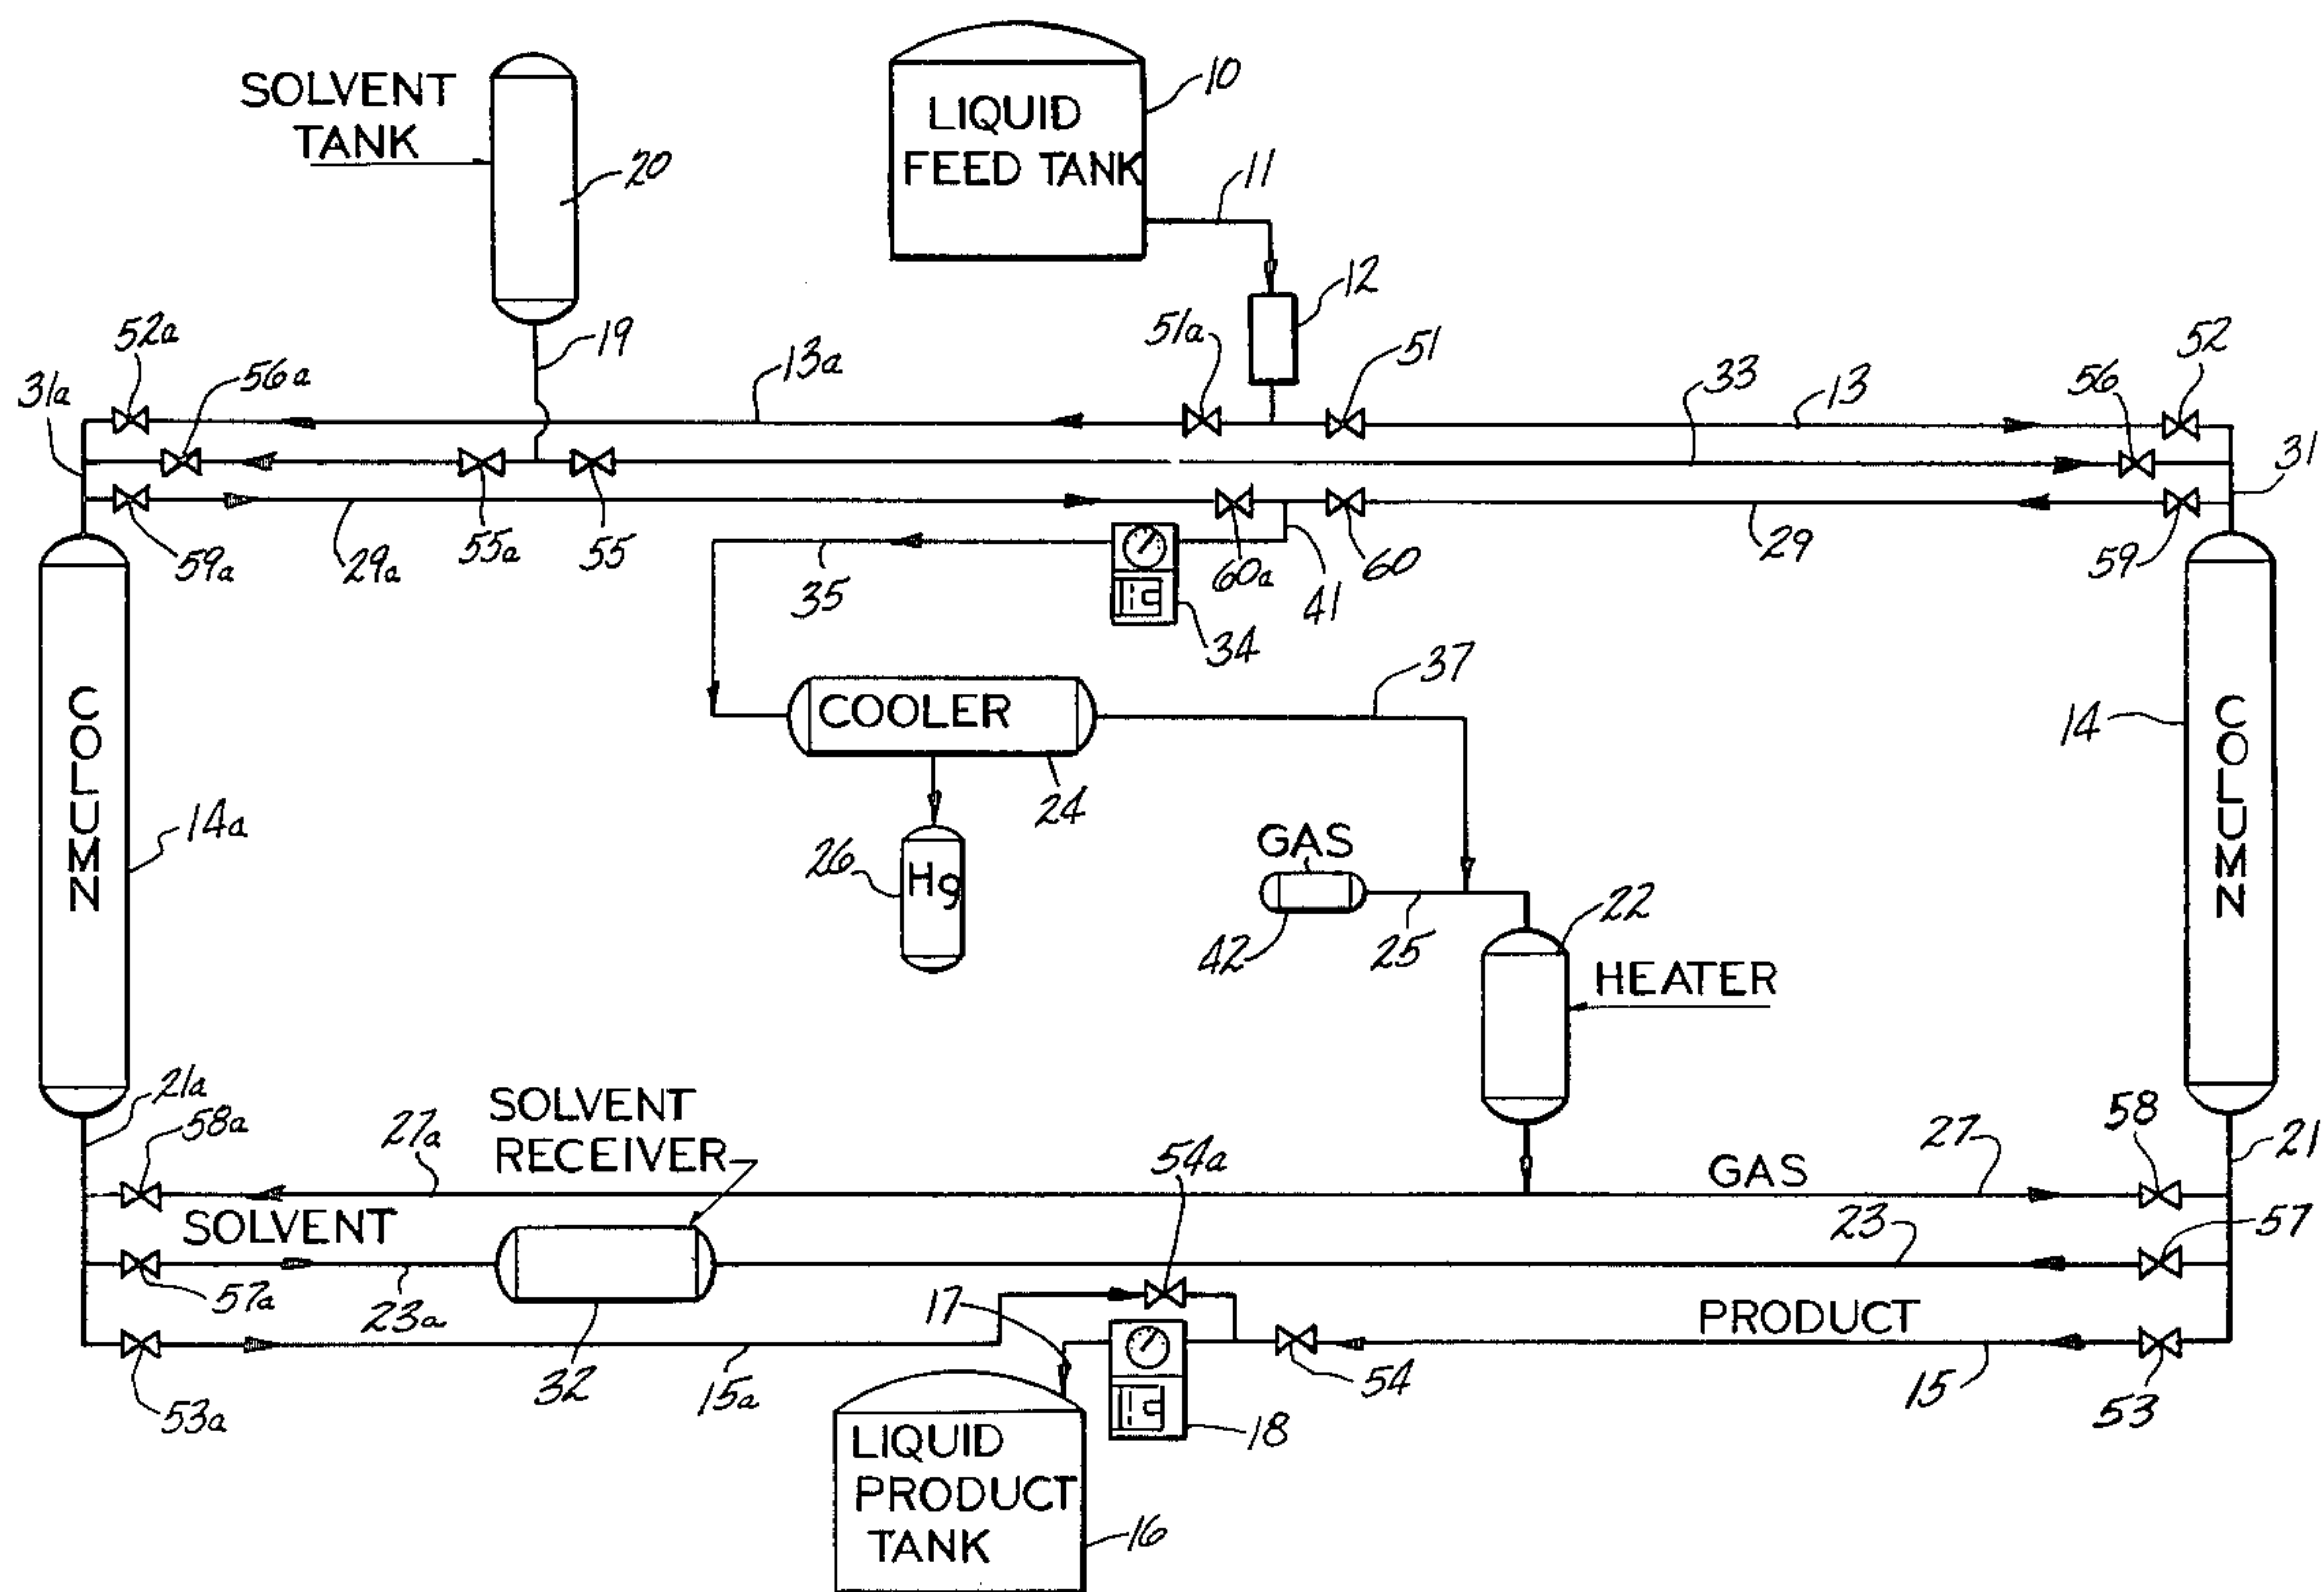 SOLVENT
TANK
20
LIQUID
FEED TANK
10
11
12
52a
56a
19
13a
51a
51
33
13
56
52
31a
31
59a
29a
55a
55
35
60a
41
60
29
59
34
COOLER
37
24
COLUMN
14a
COLUMN
14
26
Hg
GAS
42
25
22
HEATER
21a
58a
27a
SOLVENT
RECEIVER
54a
GAS
27
58
21
SOLVENT
57a
23a
32
23
57
17
PRODUCT
53a
15a
54
15
53
18
LIQUID
PRODUCT
TANK
16